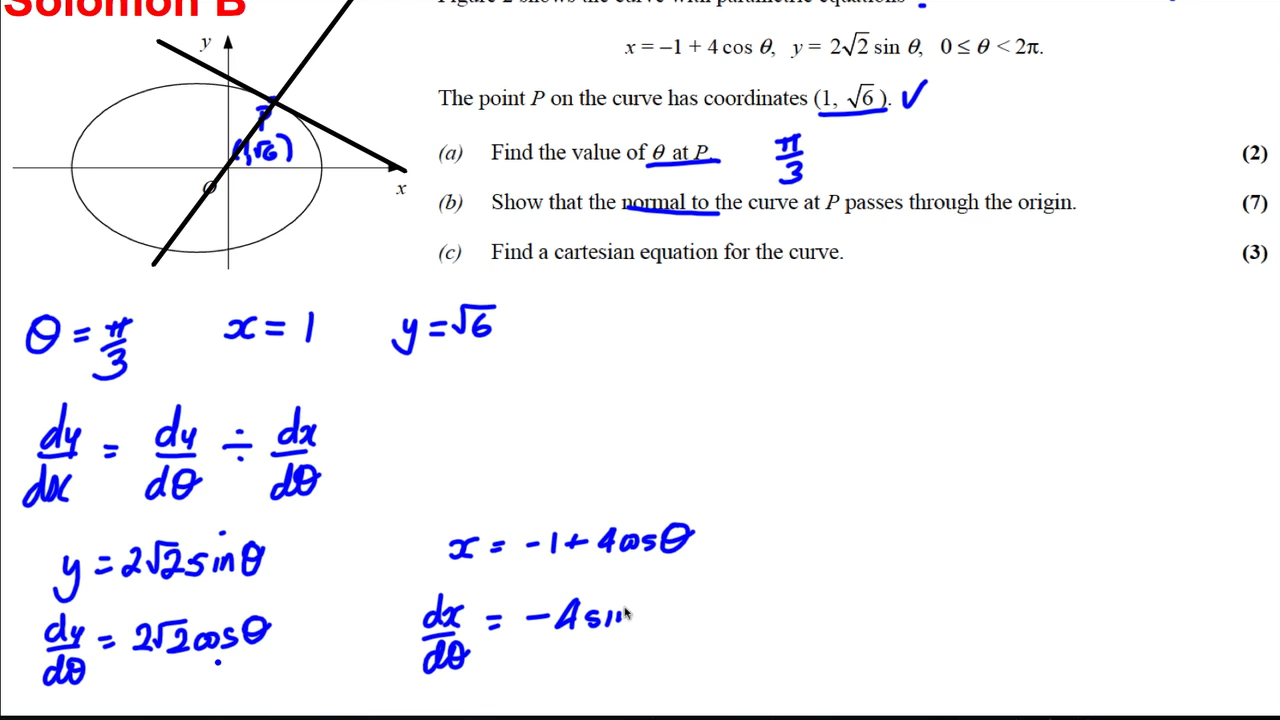 Solomon B
Figure 2 shows the curve with parametric equations
x = –1 + 4 cos θ, y = 2√2 sin θ, 0 ≤ θ < 2π.
The point P on the curve has coordinates (1, √6). ✓
(a) Find the value of θ at P. π/3 (2)
(b) Show that the normal to the curve at P passes through the origin. (7)
(c) Find a cartesian equation for the curve. (3)
y
P
(1,√6)
O
x
θ = π/3 x = 1 y = √6
dy/dx = dy/dθ ÷ dx/dθ
y = 2√2 sinθ x = -1 + 4cosθ
dy/dθ = 2√2 cosθ dx/dθ = -4sin